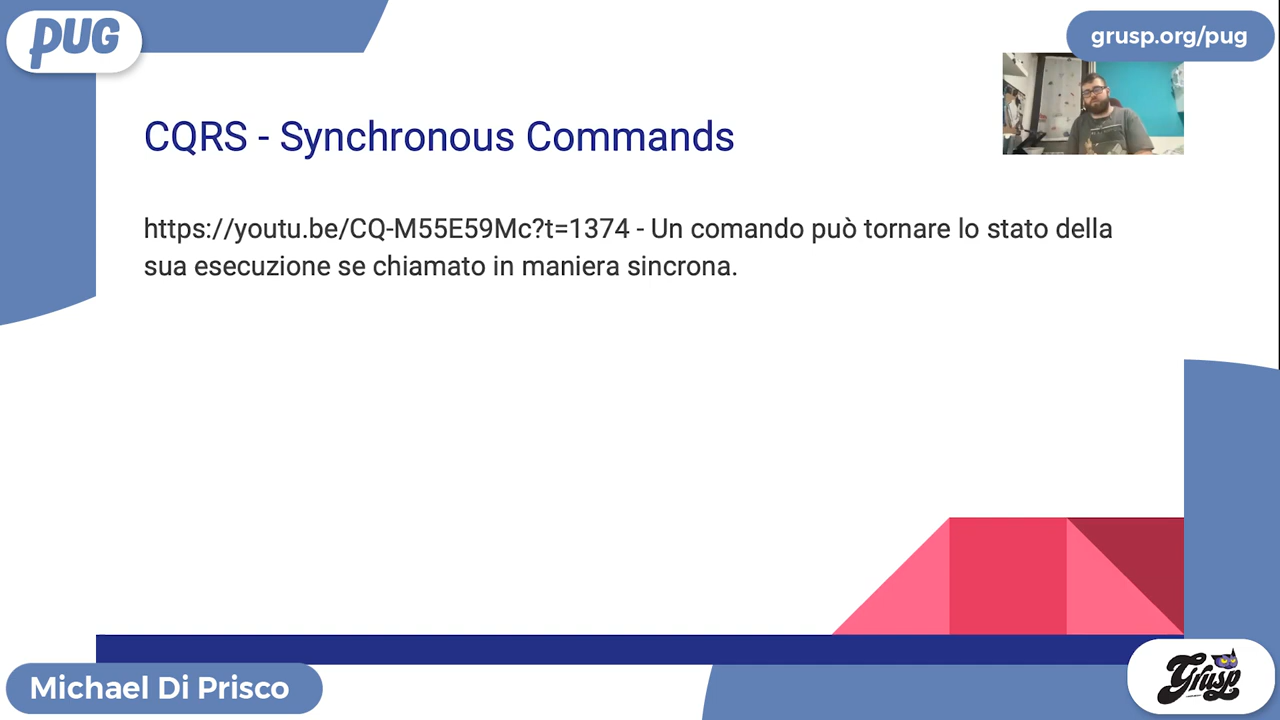 PUG
grusp.org/pug
CQRS - Synchronous Commands
https://youtu.be/CQ-M55E59Mc?t=1374 - Un comando può tornare lo stato della
sua esecuzione se chiamato in maniera sincrona.
Michael Di Prisco
Grusp